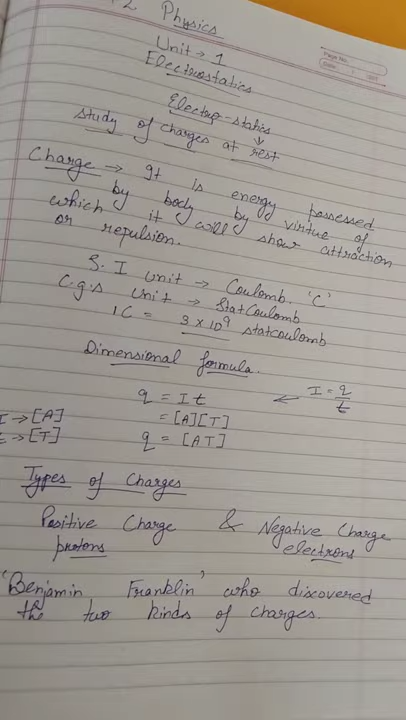 2 Physics
Unit → 1
Electrostatics
Electro-statics
study of charges at rest
Charge → It is energy possessed
by body by virtue of
which it will show attraction
or repulsion.
S. I Unit → Coulomb. 'C'
C.g.s Unit → StatCoulomb
1C = 3 x 10⁹ statcoulomb
Dimensional formula.
q = It ← I = q/t
I → [A] = [A][T]
t → [T] q = [AT]
Types of Charges
Positive Charge & Negative Charge
protons electrons
'Benjamin Franklin' who discovered
the two kinds of charges.